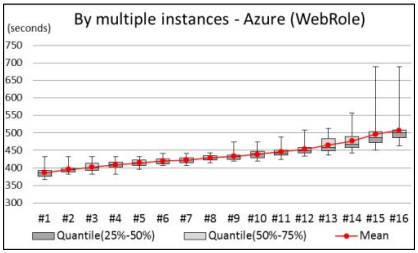 By multiple instances - Azure (WebRole)
(seconds)
750
700
650
600
550
500
450
400
350
300
#1 #2 #3 #4 #5 #6 #7 #8 #9 #10 #11 #12 #13 #14 #15 #16
Quantile(25%-50%) Quantile(50%-75%) Mean